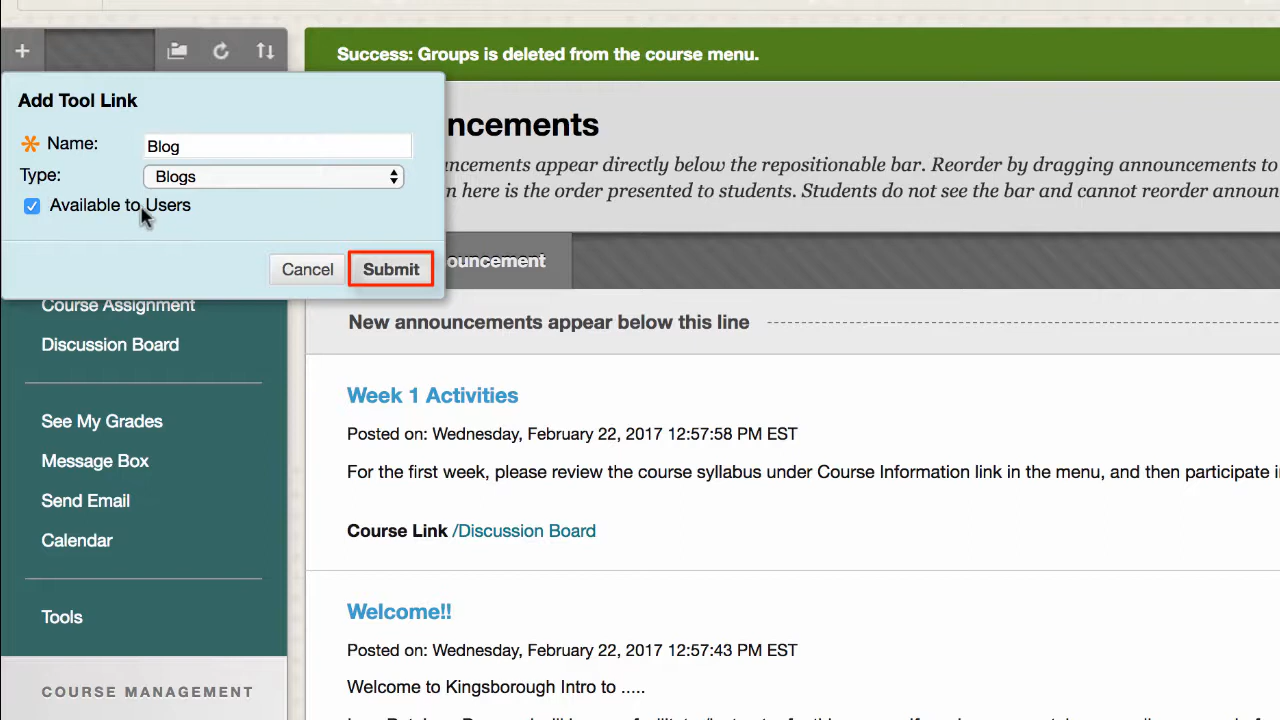 Success: Groups is deleted from the course menu.
Add Tool Link
Name: Blog
Type: Blogs
Available to Users
Cancel Submit
ncements
ncements appear directly below the repositionable bar. Reorder by dragging announcements to
n here is the order presented to students. Students do not see the bar and cannot reorder announ
ouncement
New announcements appear below this line
Course Assignment
Discussion Board
See My Grades
Message Box
Send Email
Calendar
Tools
COURSE MANAGEMENT
Week 1 Activities
Posted on: Wednesday, February 22, 2017 12:57:58 PM EST
For the first week, please review the course syllabus under Course Information link in the menu, and then participate i
Course Link /Discussion Board
Welcome!!
Posted on: Wednesday, February 22, 2017 12:57:43 PM EST
Welcome to Kingsborough Intro to .....